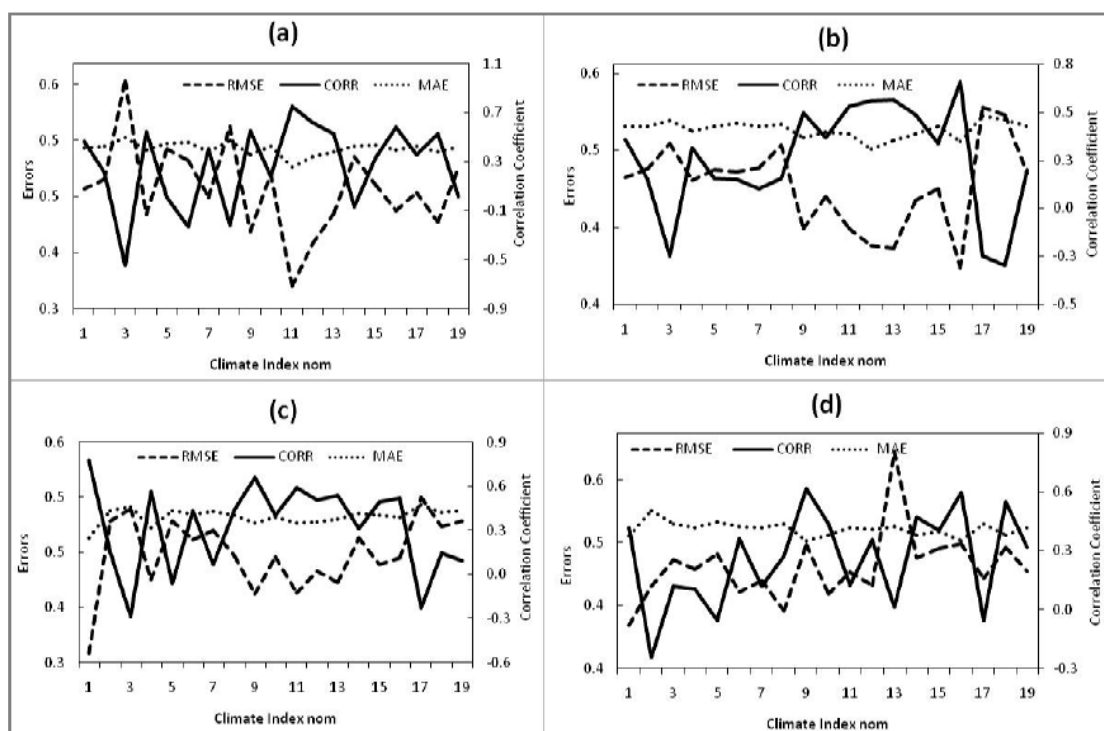 (a)
RMSE CORR MAE
0.6
0.5
0.5
0.4
0.3
1.1
0.7
0.3
-0.1
-0.5
-0.9
Errors
Correlation Coefficient
1 3 5 7 9 11 13 15 17 19
Climate Index nom
(b)
RMSE CORR MAE
0.6
0.5
0.4
0.4
0.8
0.5
0.3
0.0
-0.3
-0.5
Errors
Correlation Coefficient
1 3 5 7 9 11 13 15 17 19
Climate Index nom
(c)
RMSE CORR MAE
0.6
0.5
0.5
0.4
0.3
0.9
0.6
0.3
0.0
-0.3
-0.6
Errors
Correlation Coefficient
1 3 5 7 9 11 13 15 17 19
Climate Index nom
(d)
RMSE CORR MAE
0.6
0.5
0.4
0.4
0.9
0.6
0.3
0.0
-0.3
Errors
Correlation Coefficient
1 3 5 7 9 11 13 15 17 19
Climate Index nom